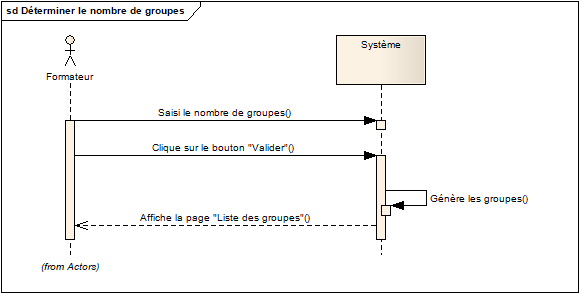 sd Déterminer le nombre de groupes
Système
Formateur
Saisi le nombre de groupes()
Clique sur le bouton "Valider"()
Génère les groupes()
Affiche la page "Liste des groupes"()
(from Actors)